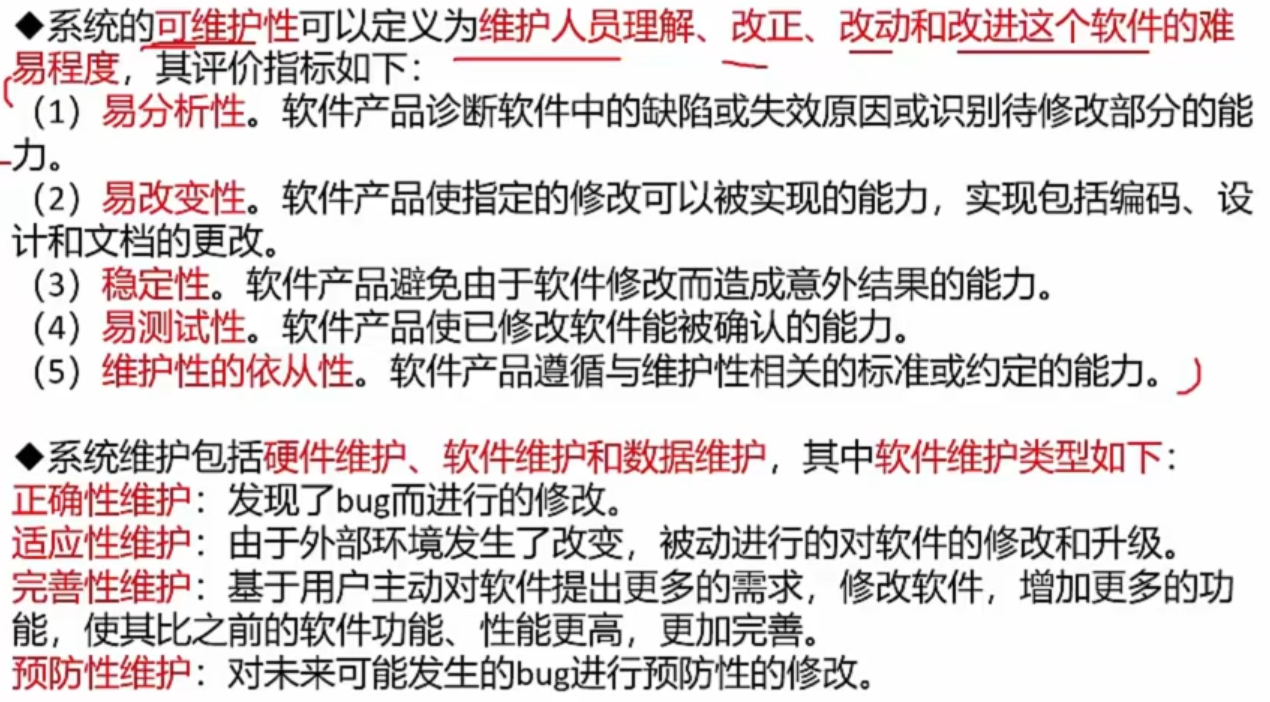 ◆系统的可维护性可以定义为维护人员理解、改正、改动和改进这个软件的难
易程度，其评价指标如下：
（1）易分析性。软件产品诊断软件中的缺陷或失效原因或识别待修改部分的能
力。
（2）易改变性。软件产品使指定的修改可以被实现的能力，实现包括编码、设
计和文档的更改。
（3）稳定性。软件产品避免由于软件修改而造成意外结果的能力。
（4）易测试性。软件产品使已修改软件能被确认的能力。
（5）维护性的依从性。软件产品遵循与维护性相关的标准或约定的能力。
◆系统维护包括硬件维护、软件维护和数据维护，其中软件维护类型如下：
正确性维护：发现了bug而进行的修改。
适应性维护：由于外部环境发生了改变，被动进行的对软件的修改和升级。
完善性维护：基于用户主动对软件提出更多的需求，修改软件，增加更多的功
能，使其比之前的软件功能、性能更高，更加完善。
预防性维护：对未来可能发生的bug进行预防性的修改。